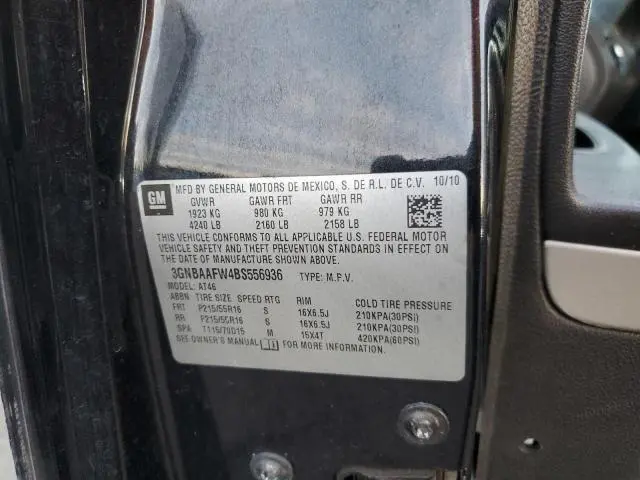 GM
MFD BY GENERAL MOTORS DE MEXICO, S. DE R.L. DE C.V. 10/10
GVWR GAWR FRT GAWR RR
1923 KG 980 KG 979 KG
4240 LB 2160 LB 2158 LB
THIS VEHICLE CONFORMS TO ALL APPLICABLE U.S. FEDERAL MOTOR
VEHICLE SAFETY AND THEFT PREVENTION STANDARDS IN EFFECT ON
THE DATE OF MANUFACTURE SHOWN ABOVE.
3GNBAAFW4BS556936 TYPE: M.P.V.
MODEL: AT46
ABBN TIRE SIZE SPEED RTG RIM COLD TIRE PRESSURE
FRT P215/55R16 S 16X6.5J 210KPA(30PSI)
RR P215/55R16 S 16X6.5J 210KPA(30PSI)
SPA T115/70D15 M 15X4T 420KPA(60PSI)
SEE OWNER'S MANUAL FOR MORE INFORMATION.